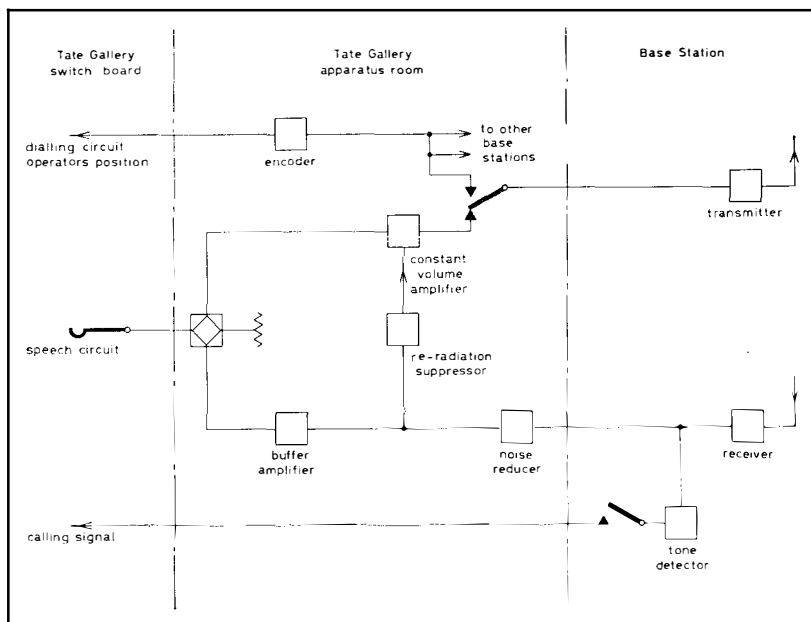 Tate Gallery
switch board
Tate Gallery
apparatus room
Base Station
dialling circuit
operators position
encoder
to other
base
stations
transmitter
constant
volume
amplifier
speech circuit
re-radiation
suppressor
buffer
amplifier
noise
reducer
receiver
calling signal
tone
detector